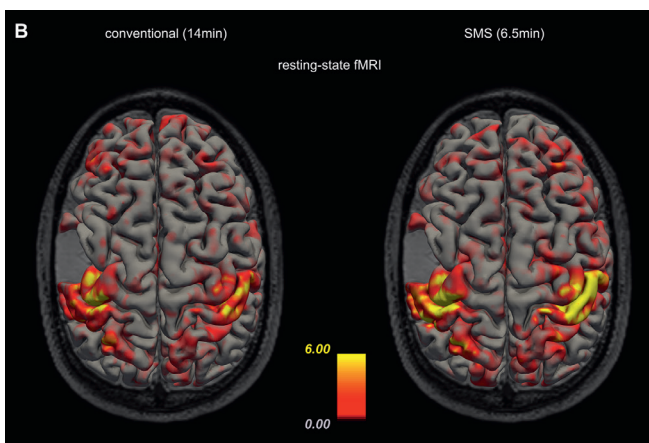 B
conventional (14min)
SMS (6.5min)
resting-state fMRI
6.00
0.00